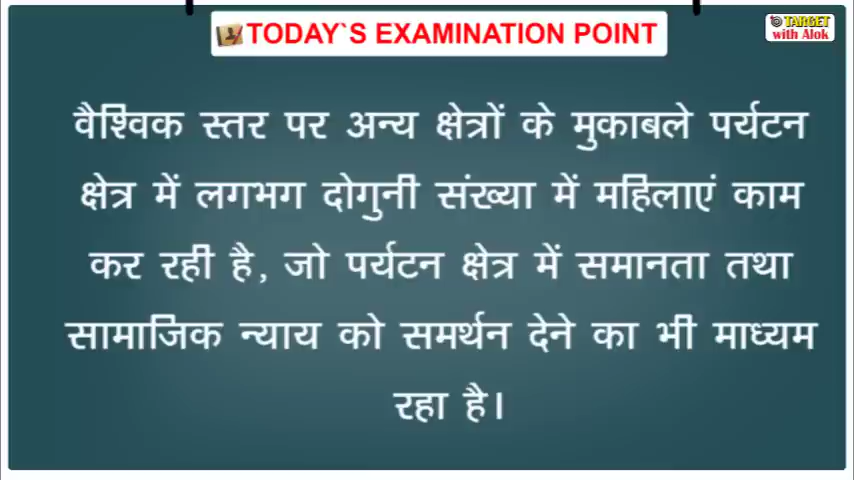 TODAY`S EXAMINATION POINT
TARGET
with Alok
वैश्विक स्तर पर अन्य क्षेत्रों के मुकाबले पर्यटन
क्षेत्र में लगभग दोगुनी संख्या में महिलाएं काम
कर रही है, जो पर्यटन क्षेत्र में समानता तथा
सामाजिक न्याय को समर्थन देने का भी माध्यम
रहा है।